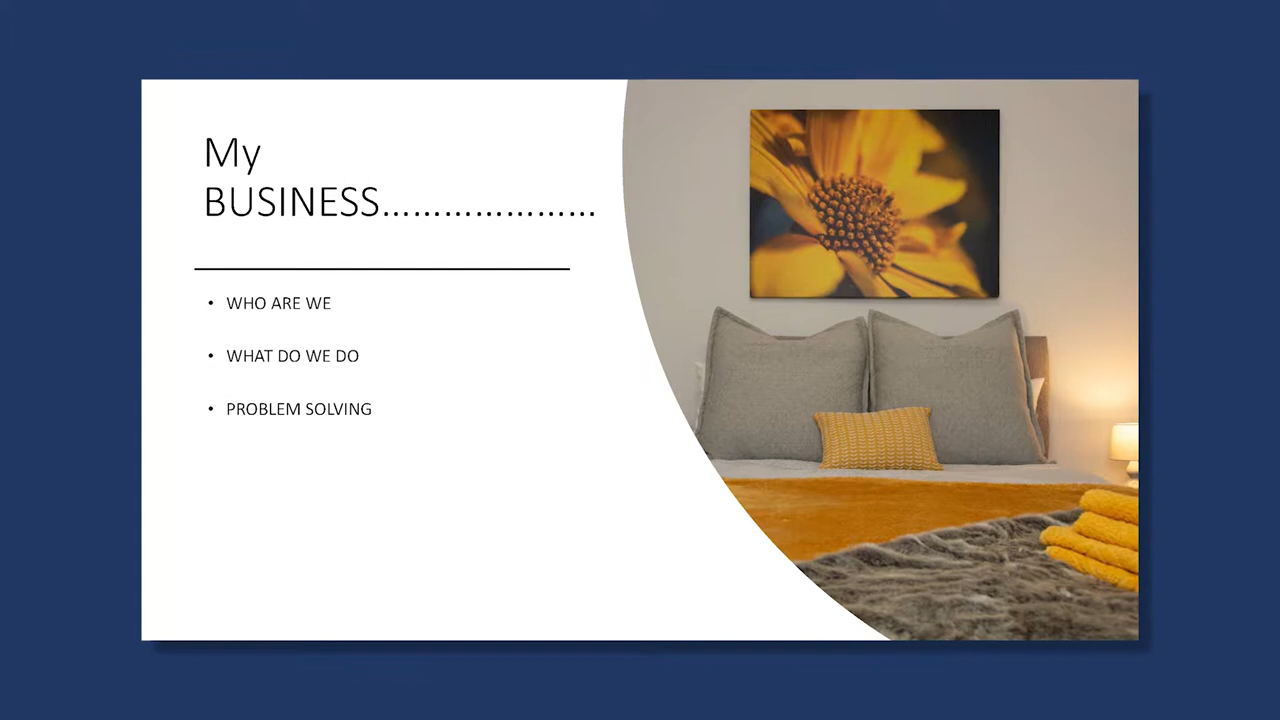 My
BUSINESS.....................
• WHO ARE WE
• WHAT DO WE DO
• PROBLEM SOLVING